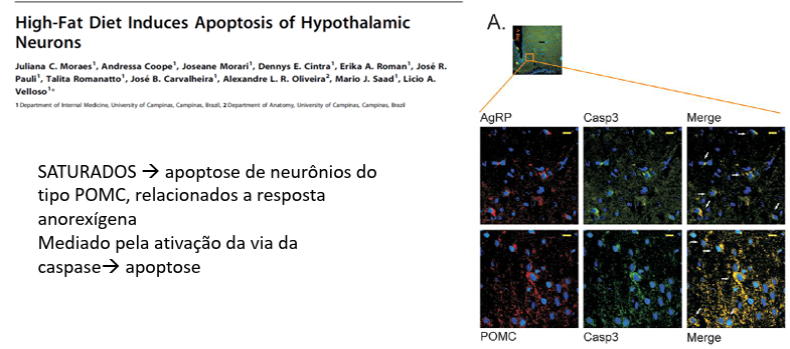 High-Fat Diet Induces Apoptosis of Hypothalamic
Neurons
Juliana C. Moraes1, Andressa Coope1, Joseane Morari1, Dennys E. Cintra1, Erika A. Roman1, José R.
Pauli1, Talita Romanatto1, José B. Carvalheira1, Alexandre L. R. Oliveira2, Mario J. Saad1, Licio A.
Velloso1*
1 Department of Internal Medicine, University of Campinas, Campinas, Brazil, 2 Department of Anatomy, University of Campinas, Campinas, Brazil
SATURADOS → apoptose de neurônios do
tipo POMC, relacionados a resposta
anorexígena
Mediado pela ativação da via da
caspase→ apoptose
A.
AgRP Casp3 Merge
POMC Casp3 Merge